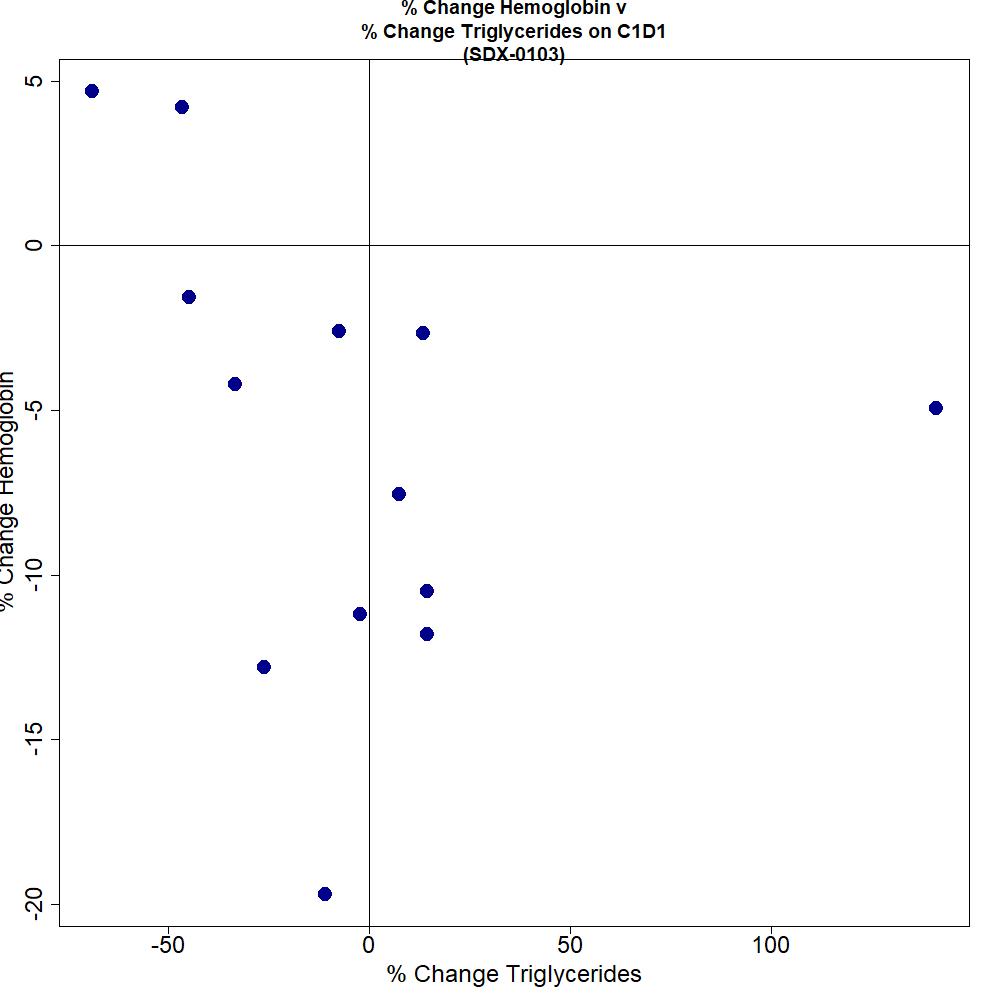 % Change Hemoglobin v
% Change Triglycerides on C1D1
(SDX-0103)
5
0
-5
-10
-15
-20
% Change Hemoglobin
-50
0
50
100
% Change Triglycerides